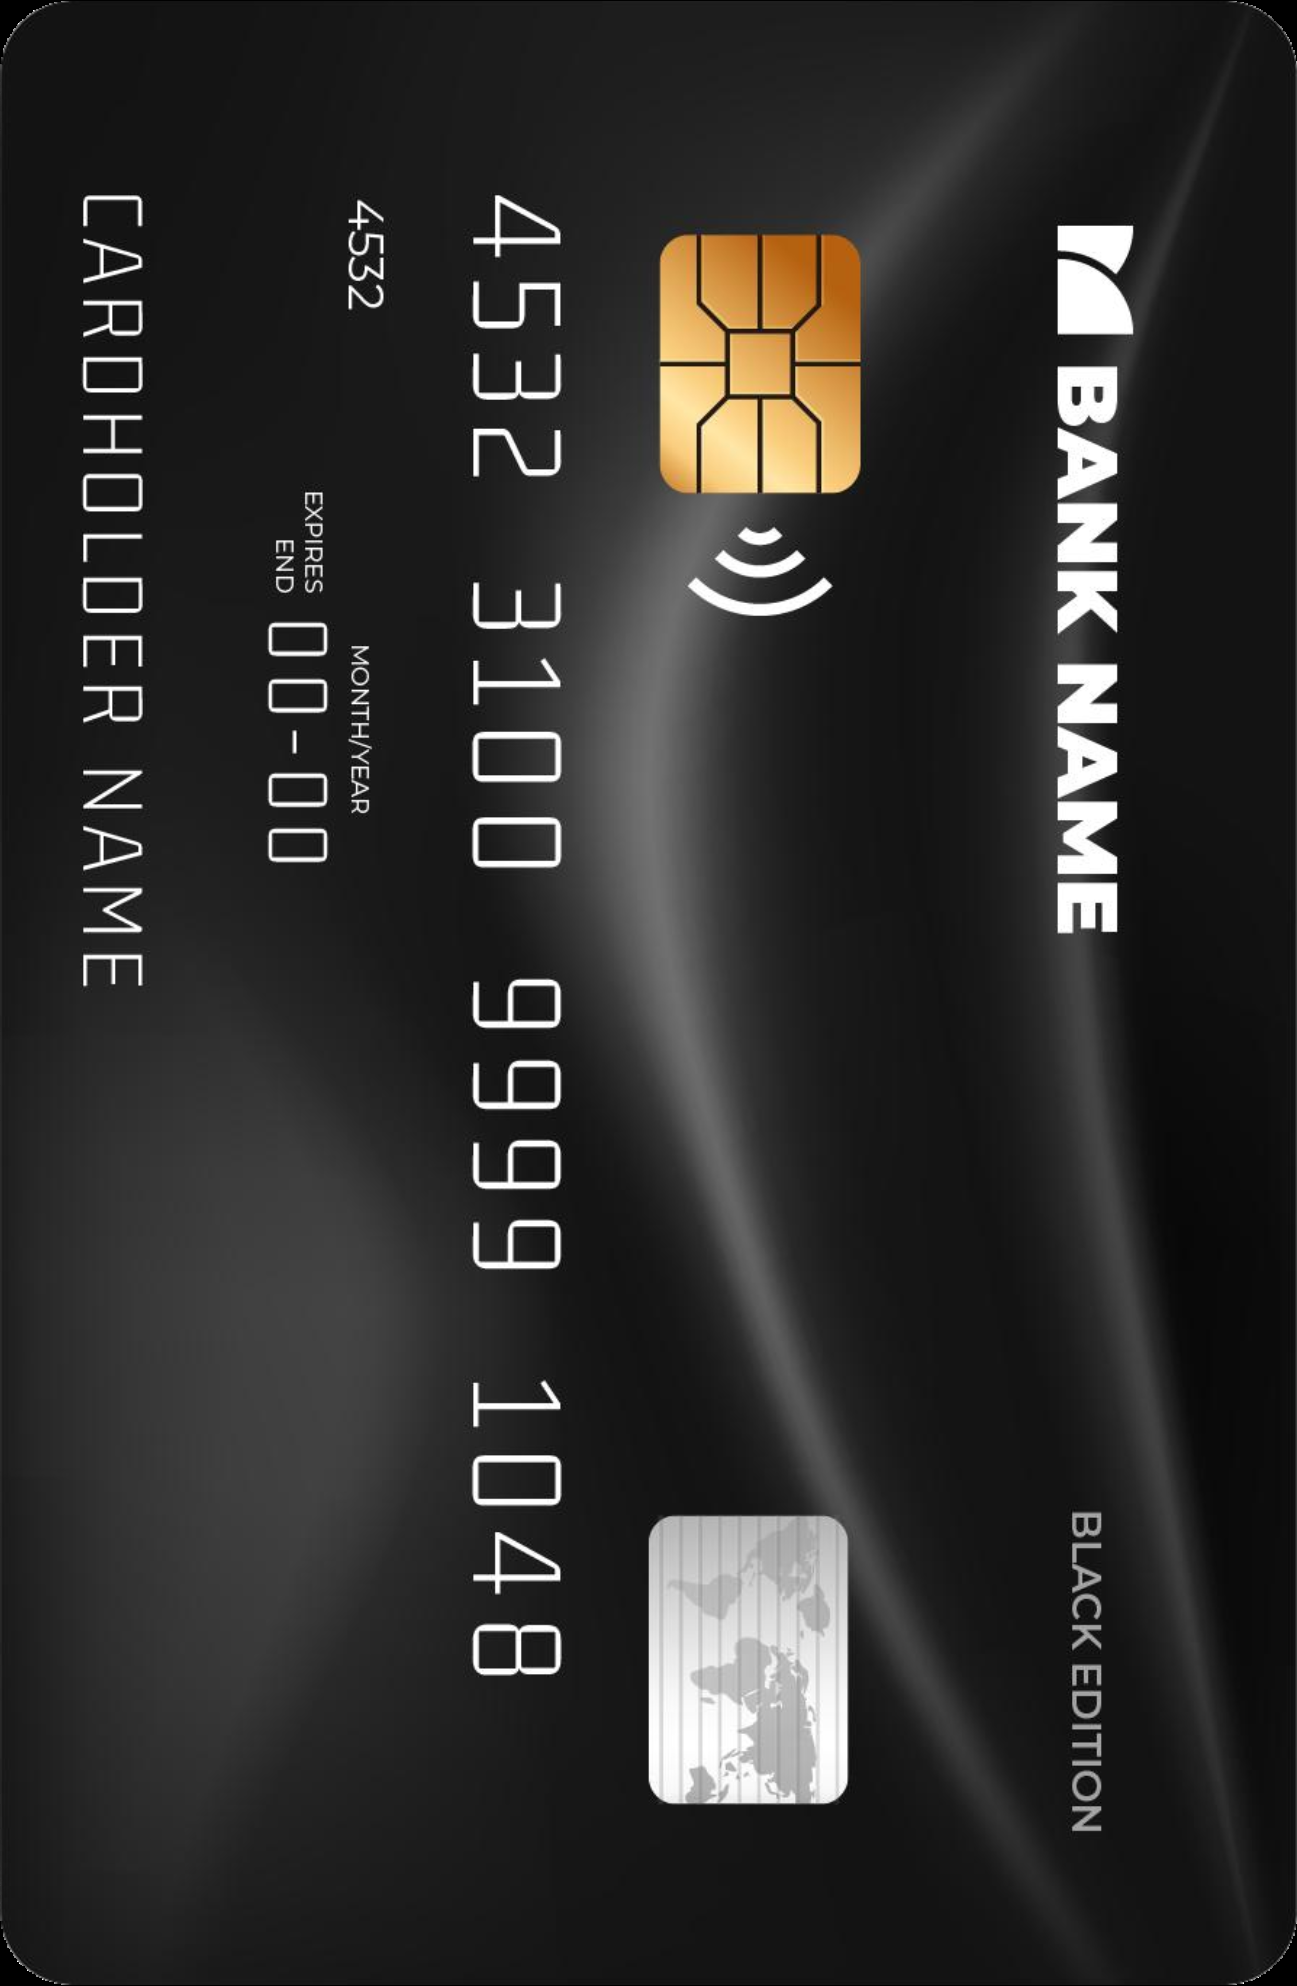 BANK NAME
BLACK EDITION
4532 3100 9999 1048
4532
MONTH/YEAR
EXPIRES
END
00-00
CARDHOLDER NAME